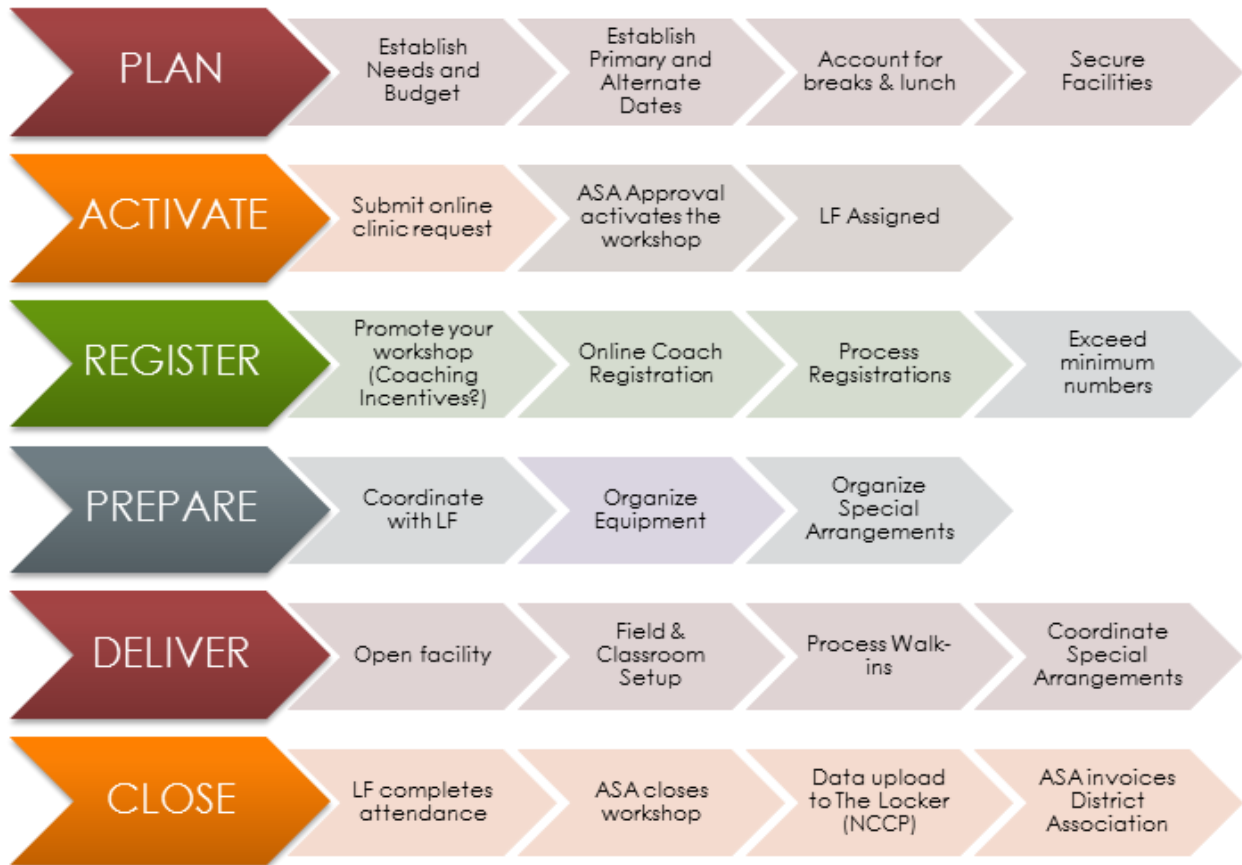 PLAN
Establish
Needs and
Budget
Establish
Primary and
Alternate
Dates
Account for
breaks & lunch
Secure
Facilities
ACTIVATE
Submit online
clinic request
ASA Approval
activates the
workshop
LF Assigned
REGISTER
Promote your
workshop
(Coaching
Incentives?)
Online Coach
Registration
Process
Regsistrations
Exceed
minimum
numbers
PREPARE
Coordinate
with LF
Organize
Equipment
Organize
Special
Arrangements
DELIVER
Open facility
Field &
Classroom
Setup
Process Walk-
ins
Coordinate
Special
Arrangements
CLOSE
LF completes
attendance
ASA closes
workshop
Data upload
to The Locker
(NCCP)
ASA invoices
District
Association